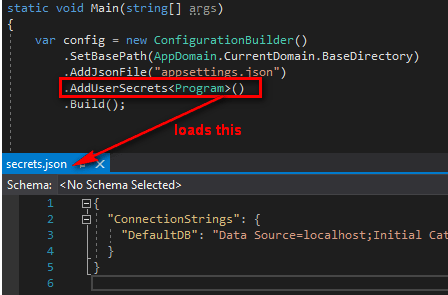 static void Main(string[] args)
{
var config = new ConfigurationBuilder()
.SetBasePath(AppDomain.CurrentDomain.BaseDirectory)
.AddJsonFile("appsettings.json")
.AddUserSecrets<Program>()
.Build();
loads this
secrets.json
Schema: <No Schema Selected>
1 {
2 "ConnectionStrings": {
3 "DefaultDB": "Data Source=localhost;Initial Cat
4 }
5 }
6